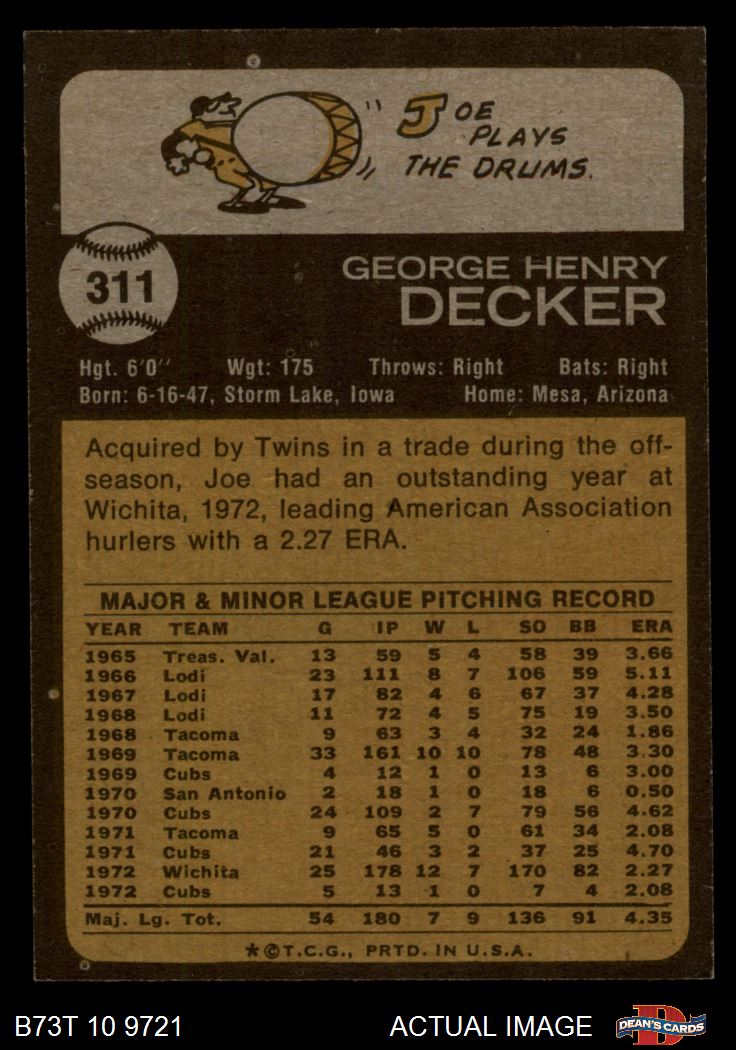 JOE
PLAYS
THE DRUMS.
311
GEORGE HENRY
DECKER
Hgt. 6'0" Wgt: 175 Throws: Right Bats: Right
Born: 6-16-47, Storm Lake, Iowa Home: Mesa, Arizona
Acquired by Twins in a trade during the off-
season, Joe had an outstanding year at
Wichita, 1972, leading American Association
hurlers with a 2.27 ERA.
MAJOR & MINOR LEAGUE PITCHING RECORD
YEAR TEAM G IP W L SO BB ERA
1965 Treas. Val. 13 59 5 4 58 39 3.66
1966 Lodi 23 111 8 7 106 59 5.11
1967 Lodi 17 82 4 6 67 37 4.28
1968 Lodi 11 72 4 5 75 19 3.50
1968 Tacoma 9 63 3 4 32 24 1.86
1969 Tacoma 33 161 10 10 78 48 3.30
1969 Cubs 4 12 1 0 13 6 3.00
1970 San Antonio 2 18 1 0 18 6 0.50
1970 Cubs 24 109 2 7 79 56 4.62
1971 Tacoma 9 65 5 0 61 34 2.08
1971 Cubs 21 46 3 2 37 25 4.70
1972 Wichita 25 178 12 7 170 82 2.27
1972 Cubs 5 13 1 0 7 4 2.08
Maj. Lg. Tot. 54 180 7 9 136 91 4.35
*©T.C.G., PRTD. IN U.S.A.
B73T 10 9721 ACTUAL IMAGE
D
DEAN'S CARDS